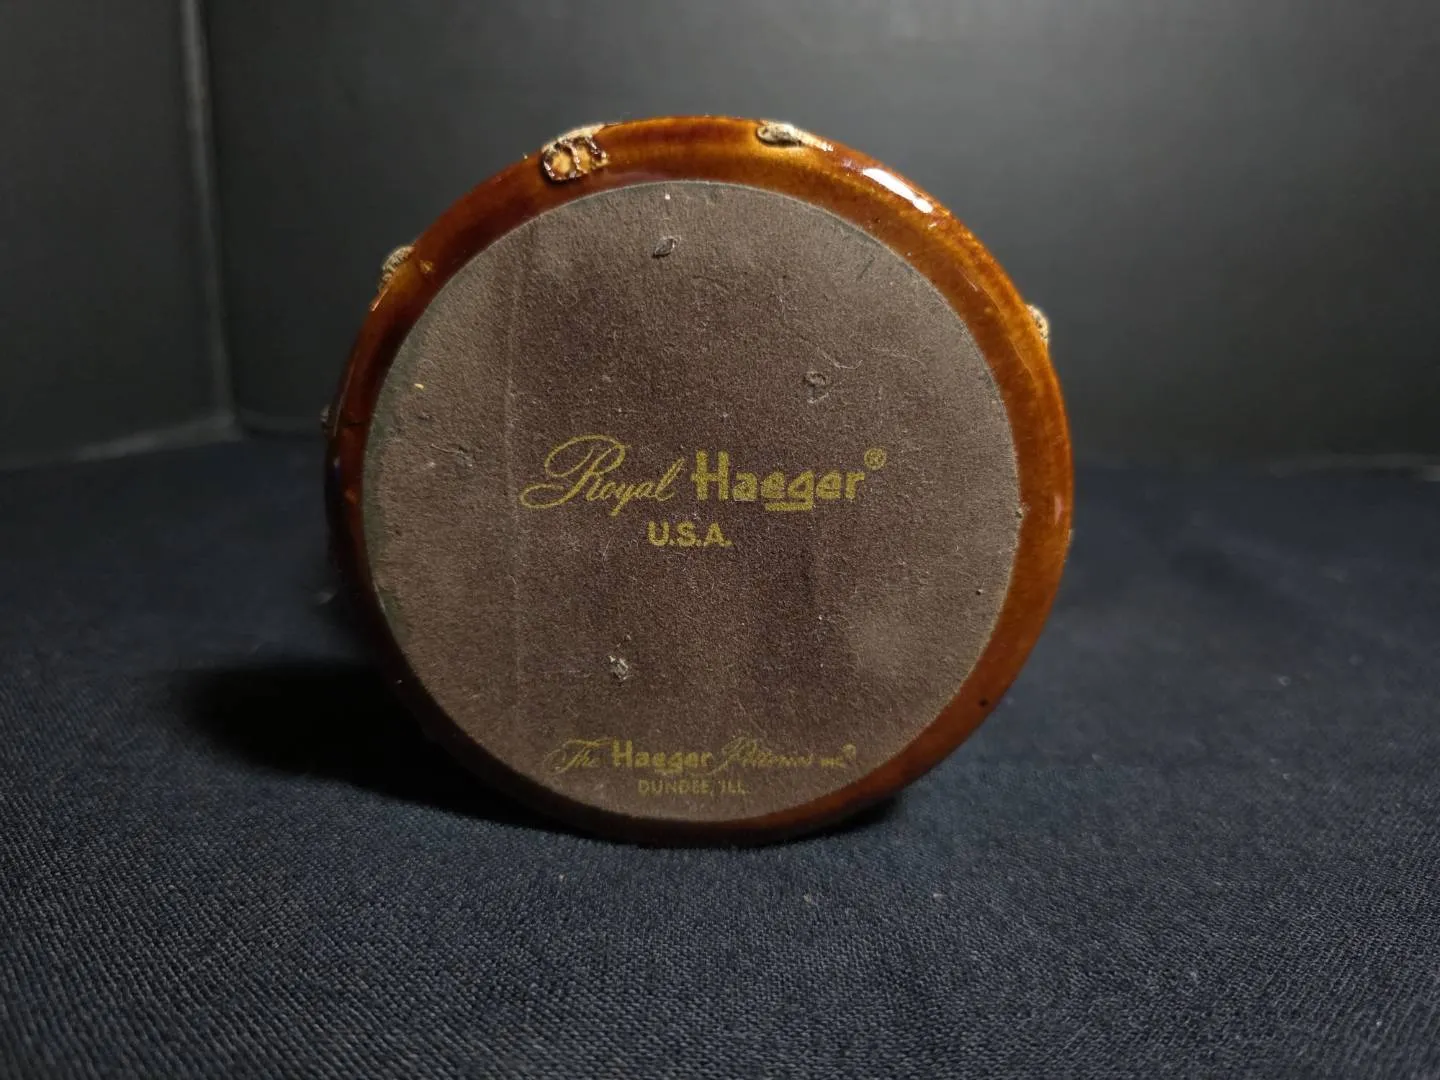 Royal Haeger®
U.S.A.
The Haeger Potteries INC®
DUNDEE, ILL.